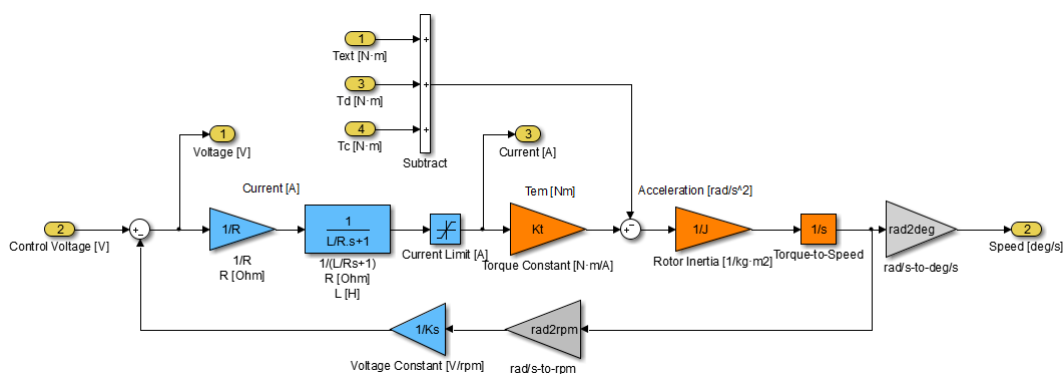 1
Text [N·m]
+
3
Td [N·m]
+
4
Tc [N·m]
+
Subtract
1
Voltage [V]
3
Current [A]
Current [A]
Tem [Nm]
Acceleration [rad/s^2]
2
Control Voltage [V]
+
−
1/R
1/R
R [Ohm]
1
L/R.s+1
1/(L/Rs+1)
R [Ohm]
L [H]
Current Limit [A]
Kt
Torque Constant [N·m/A]
+
−
1/J
Rotor Inertia [1/kg·m2]
1/s
Torque-to-Speed
rad2deg
rad/s-to-deg/s
2
Speed [deg/s]
1/Ks
Voltage Constant [V/rpm]
rad2rpm
rad/s-to-rpm